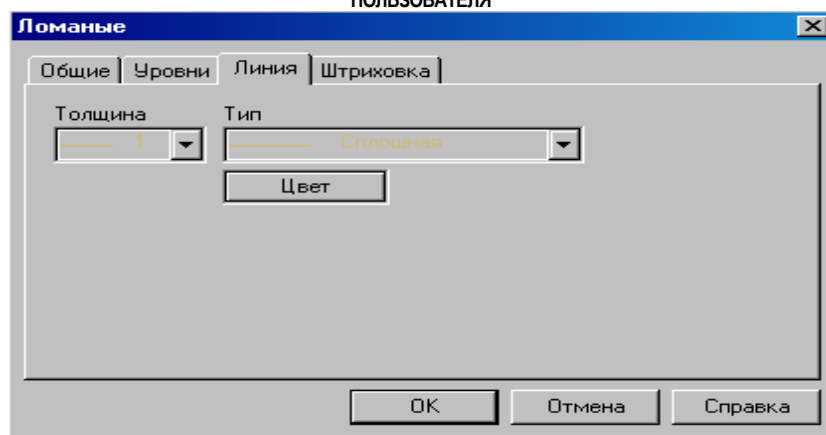 ПОЛЬЗОВАТЕЛЯ
Ломаные
Общие Уровни Линия Штриховка
Толщина Тип
1 Сплошная
Цвет
OK Отмена Справка